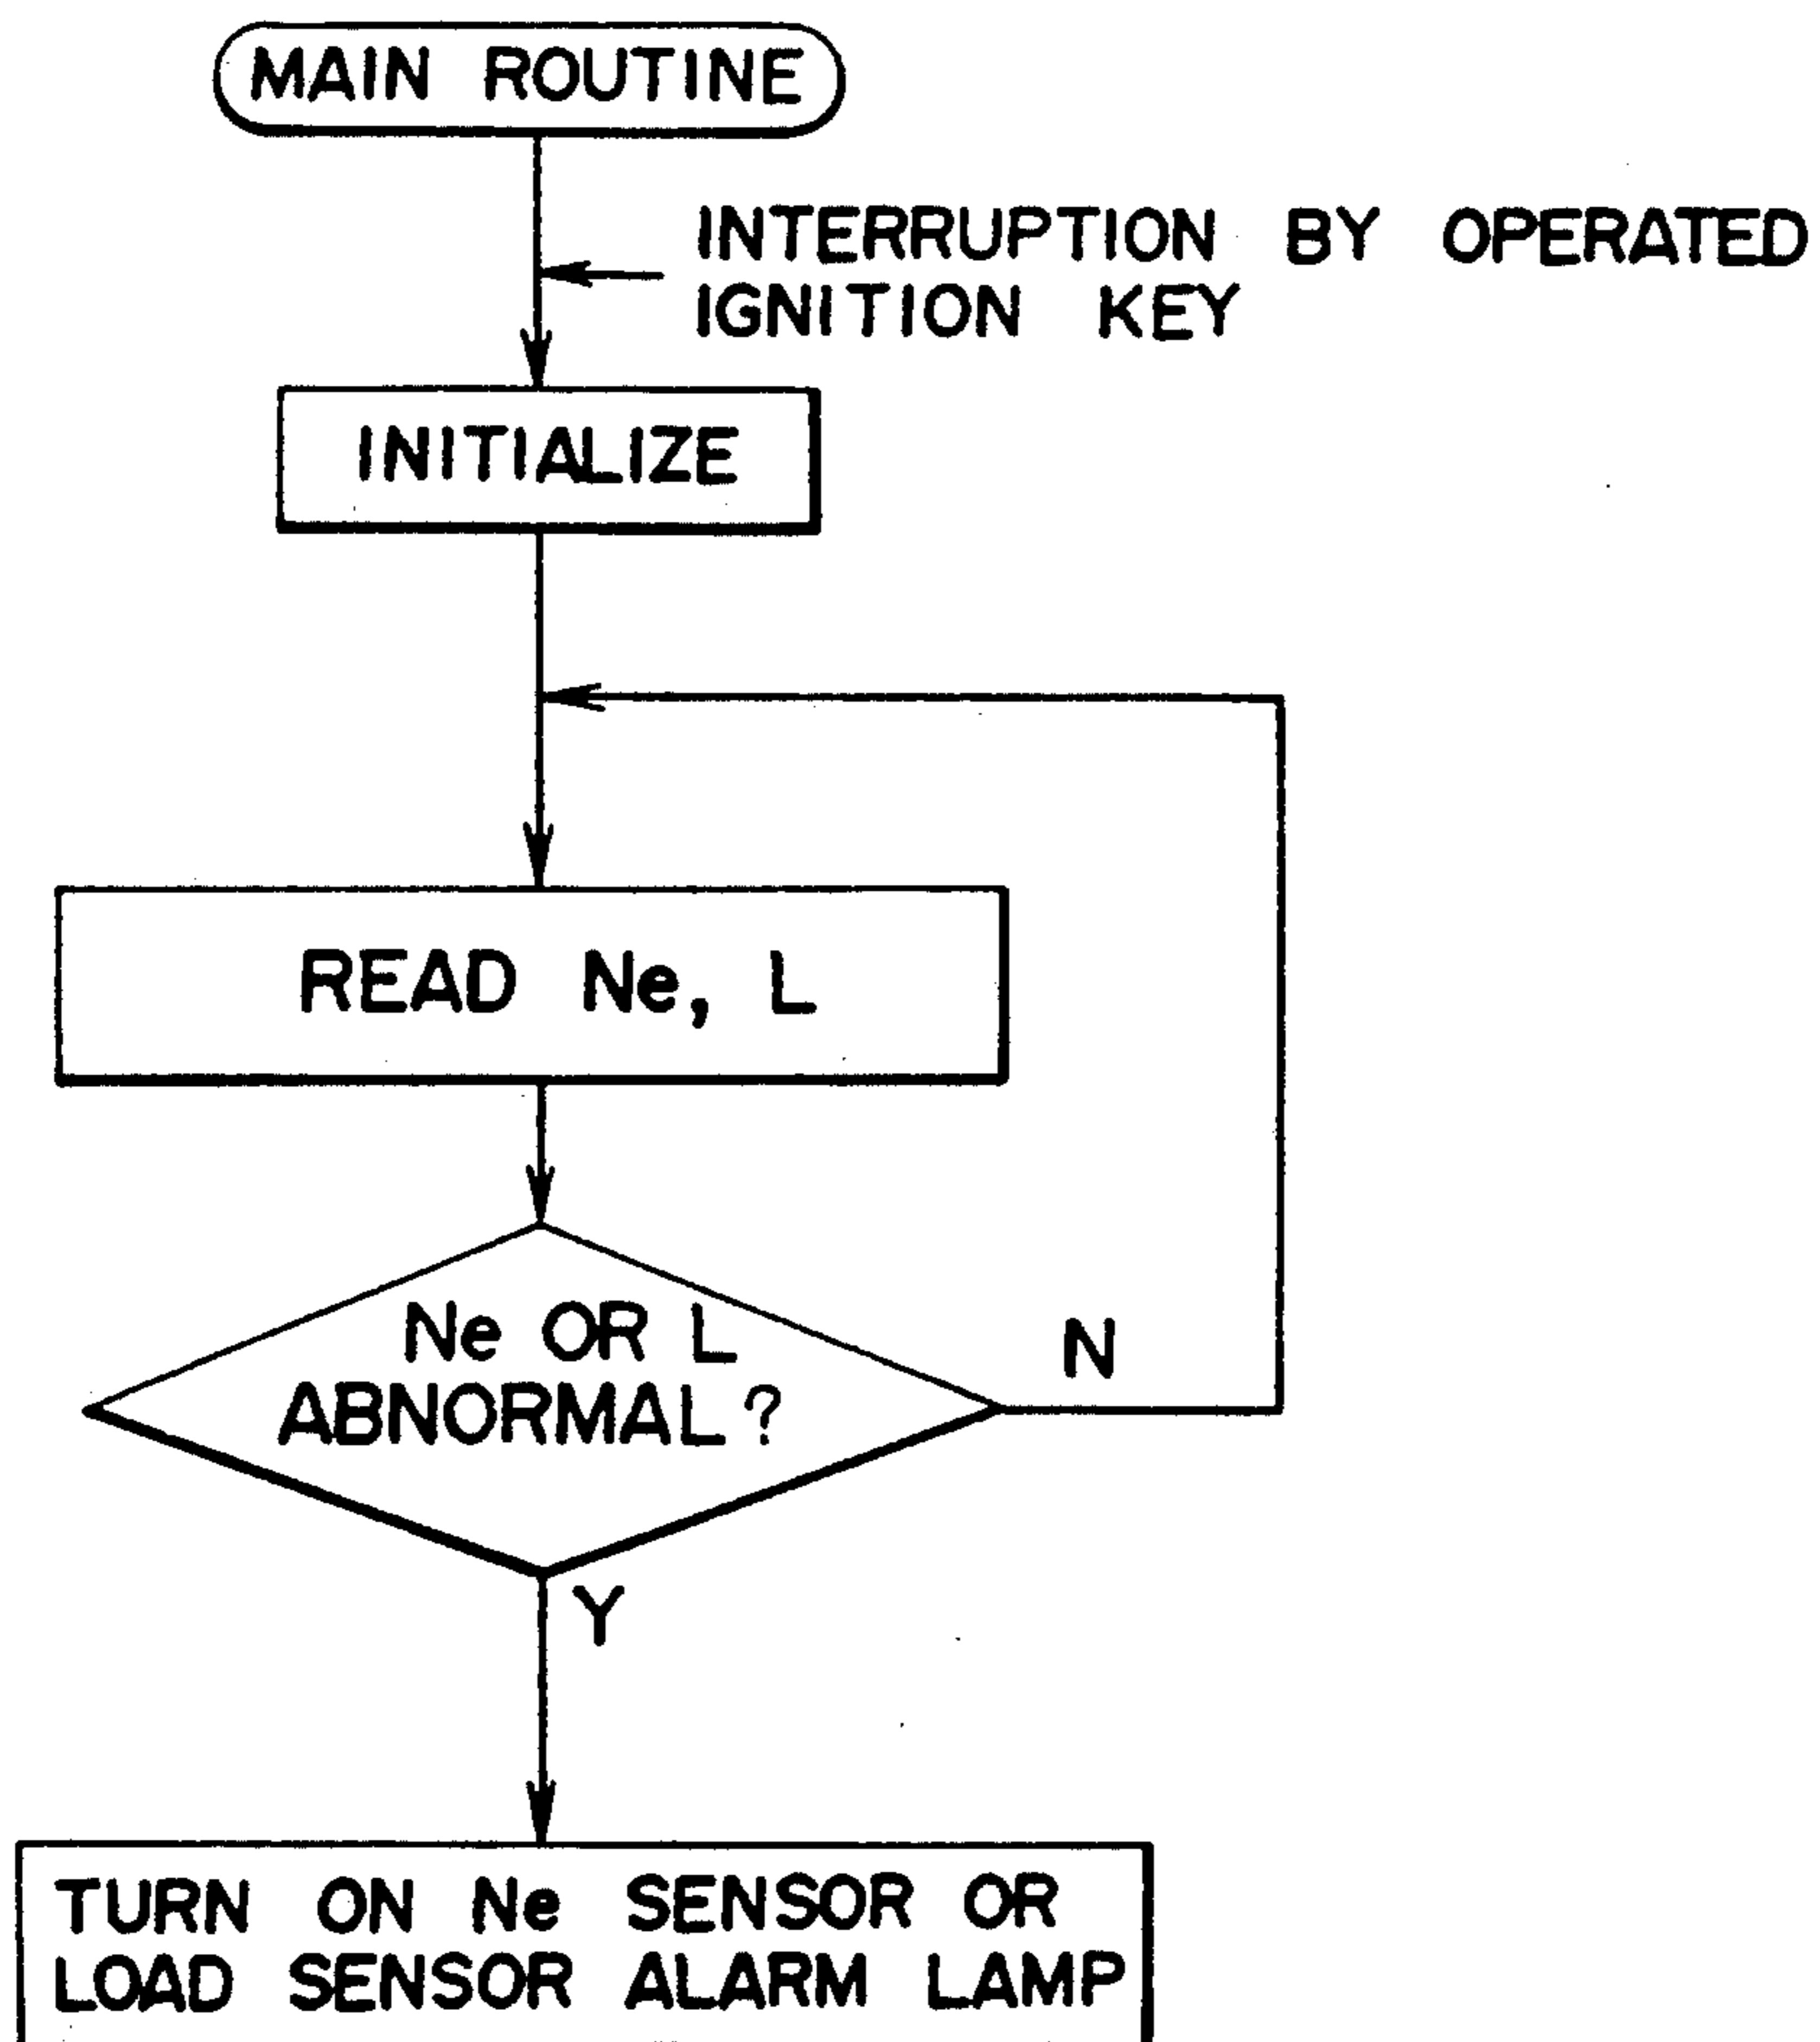 MAIN ROUTINE
INTERRUPTION BY OPERATED
IGNITION KEY
INITIALIZE
READ Ne, L
Ne OR L
ABNORMAL?
N
Y
TURN ON Ne SENSOR OR
LOAD SENSOR ALARM LAMP